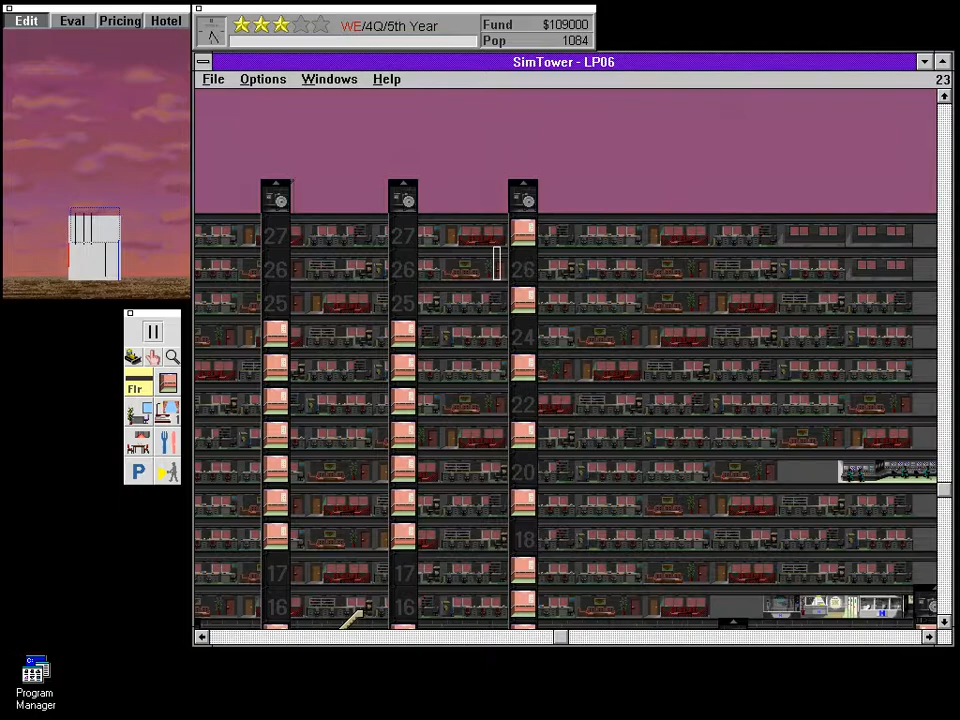 Edit Eval Pricing Hotel
WE/4Q/5th Year
Fund $109000
Pop 1084
SimTower - LP06
File Options Windows Help
23
27 27
26 26 26
25 25
24
22
20
18
17 17
16 16
Flr
P
H
Program
Manager